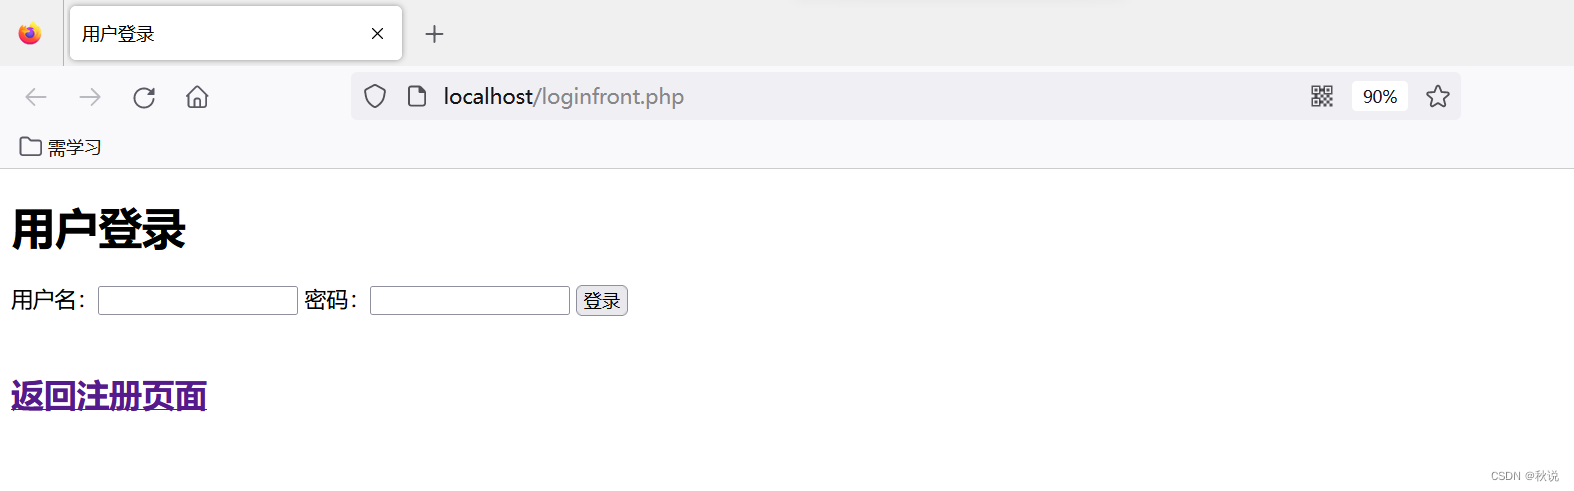 用户登录
localhost/loginfront.php
90%
需学习
用户登录
用户名： 密码： 登录
返回注册页面
CSDN @秋说